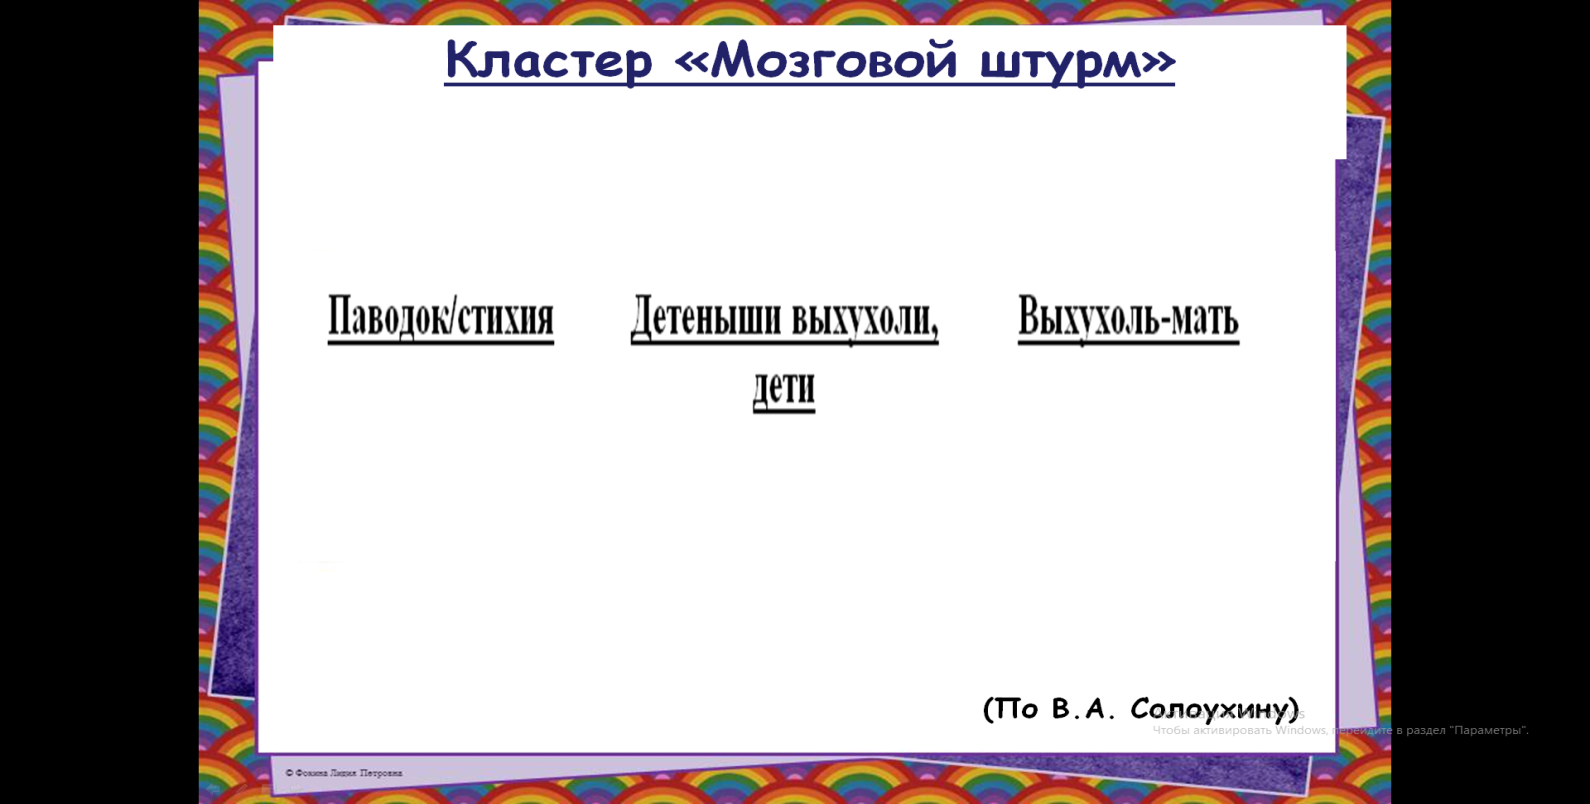 Кластер «Мозговой штурм»
Паводок/стихия
Детеныши выхухоли,
дети
Выхухоль-мать
(По В.А. Солоухину)
Чтобы активировать Windows, перейдите в раздел "Параметры".
© Фокина Лидия Петровна